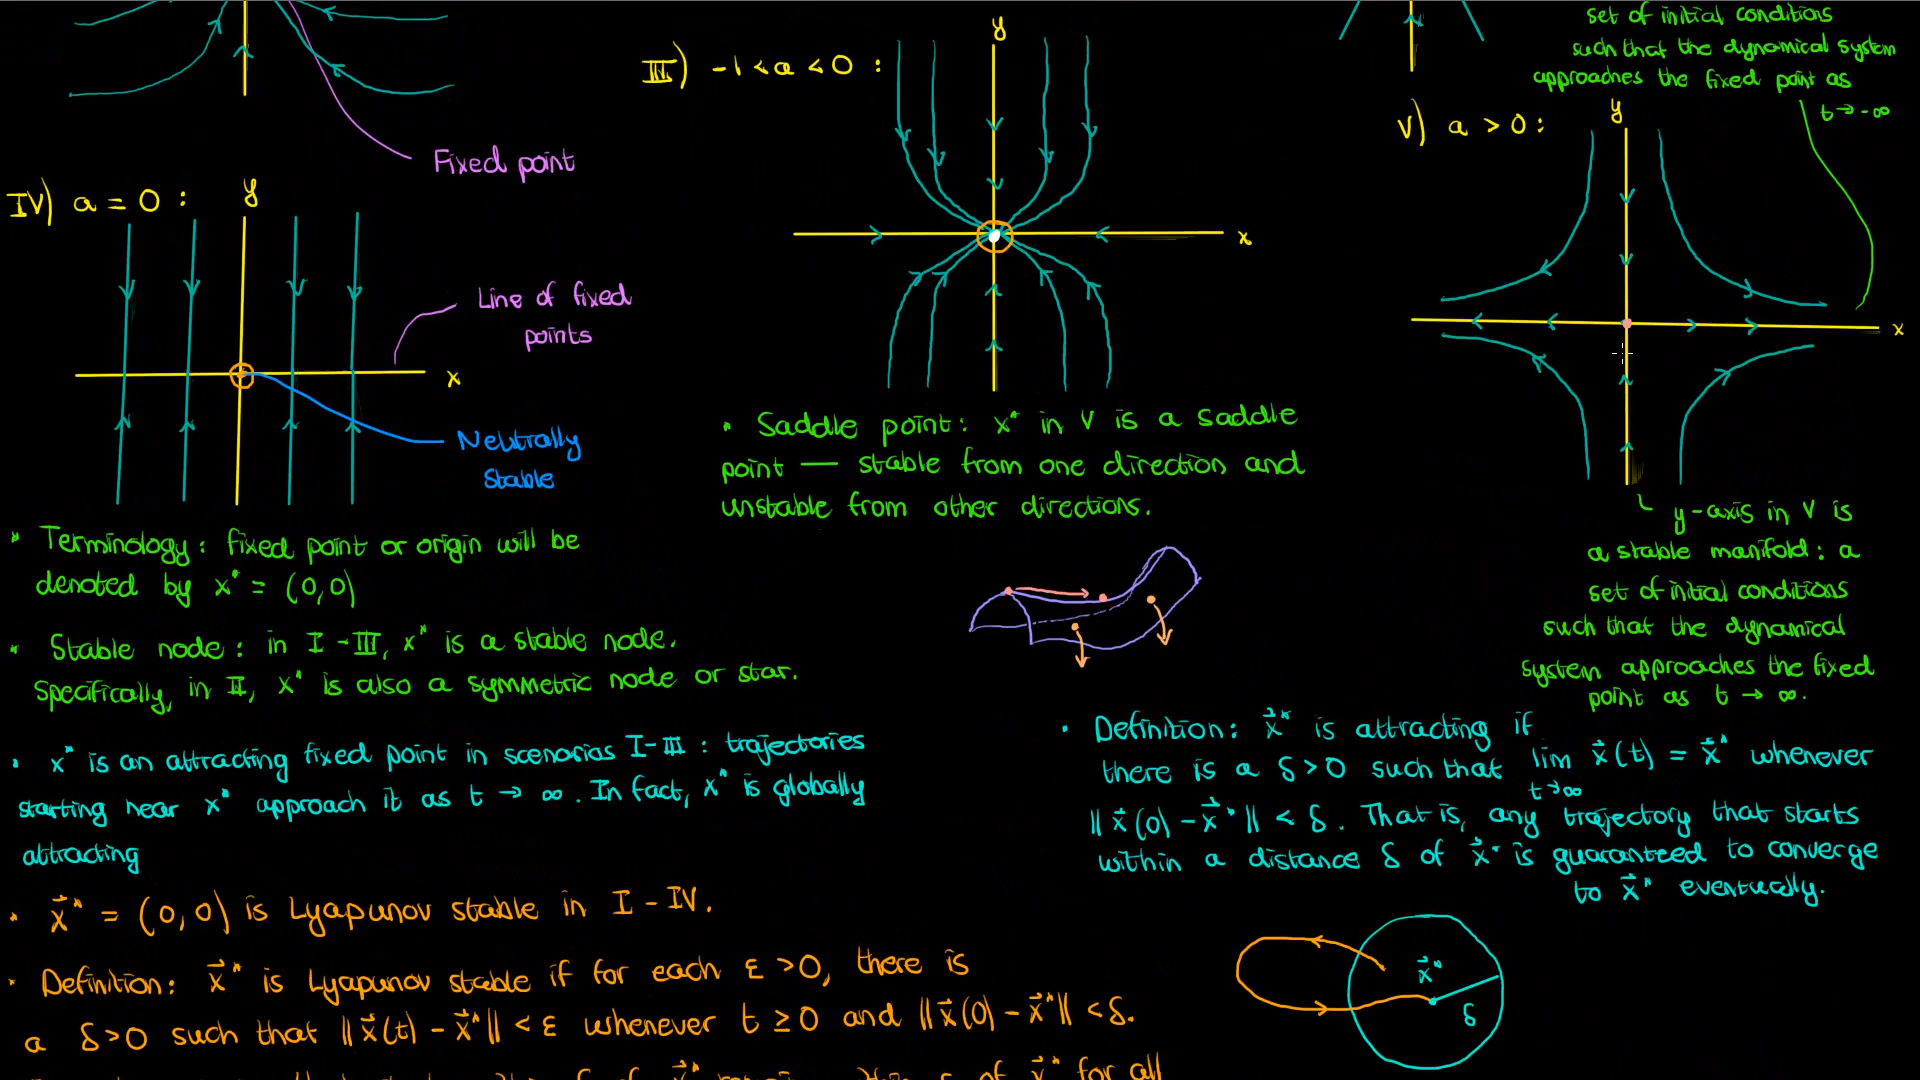 Fixed point
IV) a = 0 :
y
Line of fixed
points
x
Neutrally
Stable
• Terminology: fixed point or origin will be
denoted by x* = (0,0)
• Stable node: in I - III, x* is a stable node.
Specifically, in II, x* is also a symmetric node or star.
• x* is an attracting fixed point in scenarios I-III : trajectories
starting near x* approach it as t → ∞. In fact, x* is globally
attracting
• x⃗* = (0,0) is Lyapunov stable in I - IV.
• Definition: x⃗* is Lyapunov stable if for each ε > 0, there is
a δ > 0 such that ||x⃗(t) - x⃗*|| < ε whenever t ≥ 0 and ||x⃗(0) - x⃗*|| < δ.
of x⃗* for all
III) -1 < a < 0 :
y
x
• Saddle point: x* in V is a saddle
point — stable from one direction and
unstable from other directions.
set of initial conditions
such that the dynamical system
approaches the fixed point as
t → -∞
V) a > 0 :
y
x
y-axis in V is
a stable manifold: a
set of initial conditions
such that the dynamical
system approaches the fixed
point as t → ∞.
• Definition: x⃗* is attracting if
there is a δ > 0 such that lim x⃗(t) = x⃗* whenever
t→∞
||x⃗(0) - x⃗*|| < δ. That is, any trajectory that starts
within a distance δ of x⃗* is guaranteed to converge
to x⃗* eventually.
x⃗*
δ